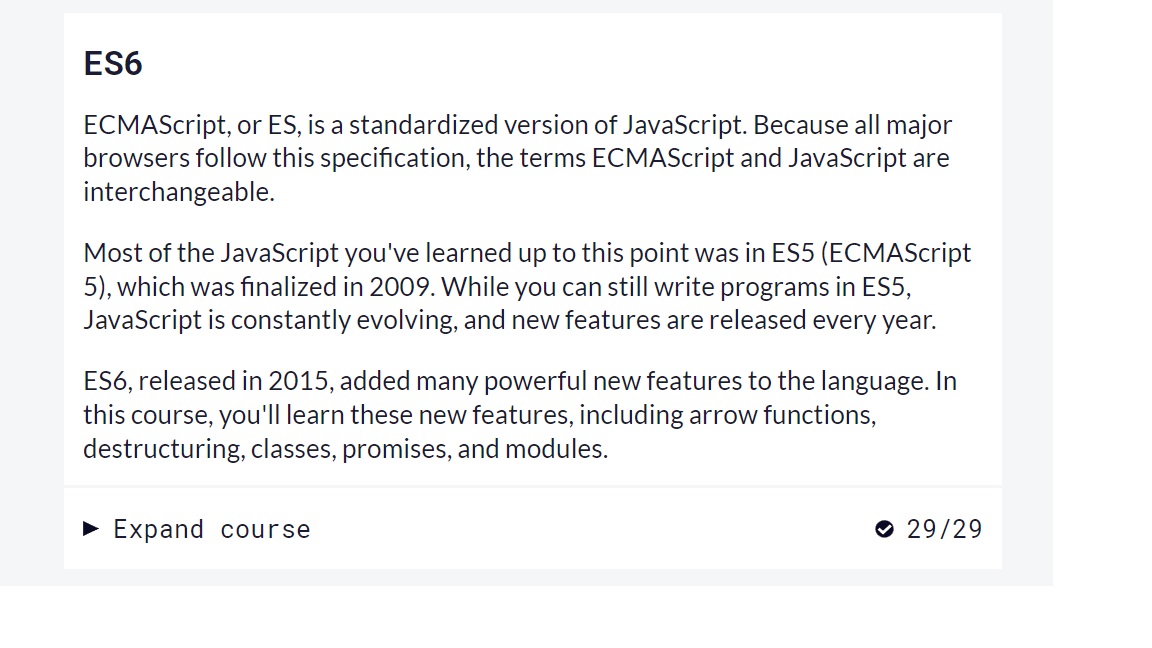 ES6
ECMAScript, or ES, is a standardized version of JavaScript. Because all major
browsers follow this specification, the terms ECMAScript and JavaScript are
interchangeable.
Most of the JavaScript you've learned up to this point was in ES5 (ECMAScript
5), which was finalized in 2009. While you can still write programs in ES5,
JavaScript is constantly evolving, and new features are released every year.
ES6, released in 2015, added many powerful new features to the language. In
this course, you'll learn these new features, including arrow functions,
destructuring, classes, promises, and modules.
Expand course 29/29